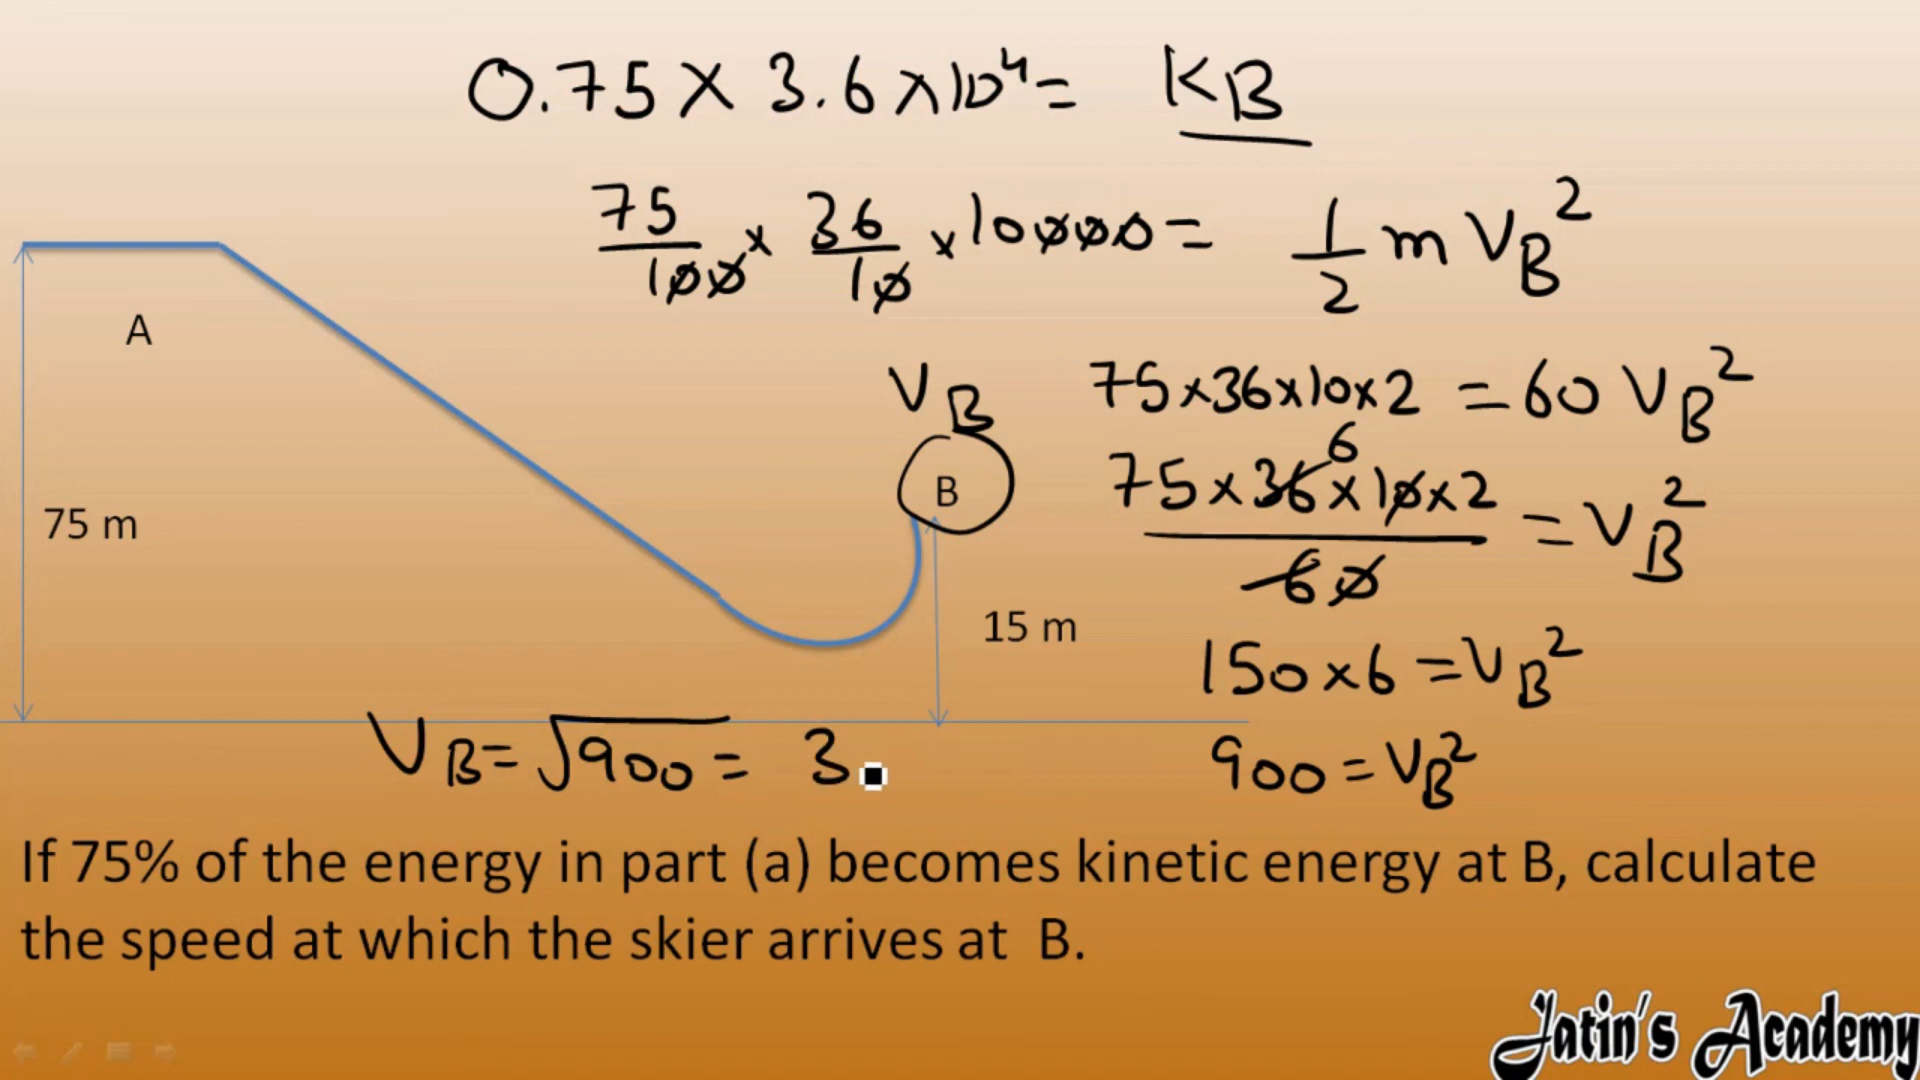 0.75 × 3.6 × 10⁴ = KB
75/100 × 36/10 × 10000 = 1/2 m VB²
A
VB
75×36×10×2 = 60 VB²
B
6
75×36×10×2/60 = VB²
75 m
15 m
150×6 = VB²
VB = √900 = 3
900 = VB²
If 75% of the energy in part (a) becomes kinetic energy at B, calculate
the speed at which the skier arrives at B.
Jatin's Academy